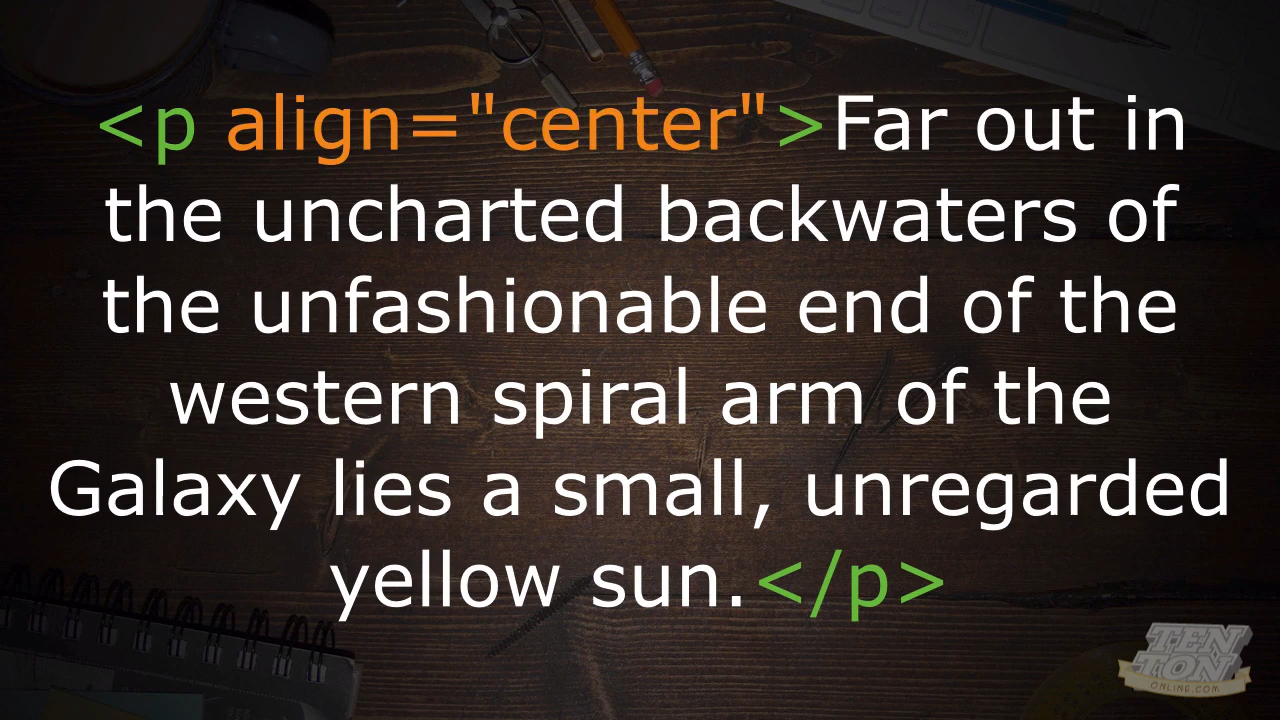 <p align="center">Far out in
the uncharted backwaters of
the unfashionable end of the
western spiral arm of the
Galaxy lies a small, unregarded
yellow sun.</p>
TEN
TON
ONLINE.COM